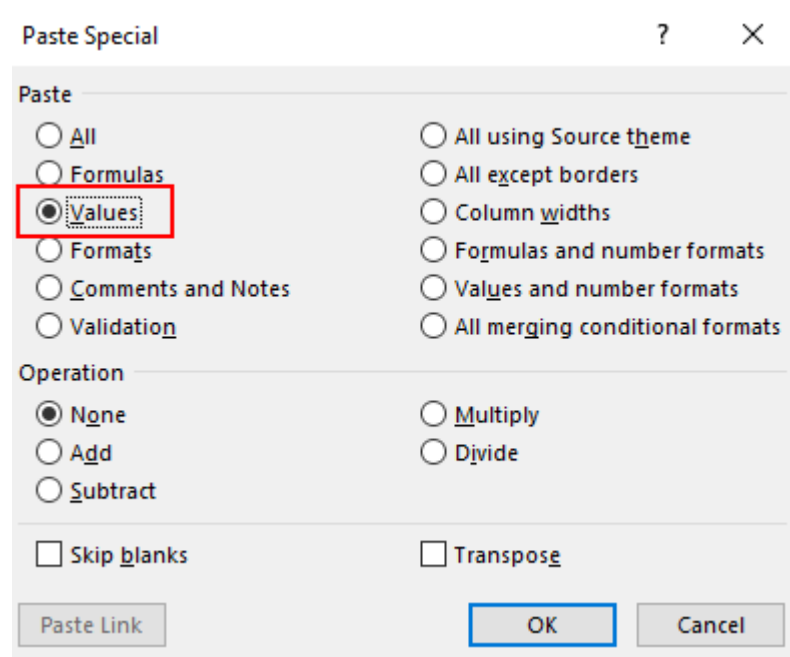 Paste Special ?
Paste
All
Formulas
Values
Formats
Comments and Notes
Validation
All using Source theme
All except borders
Column widths
Formulas and number formats
Values and number formats
All merging conditional formats
Operation
None
Add
Subtract
Multiply
Divide
Skip blanks
Transpose
Paste Link
OK
Cancel